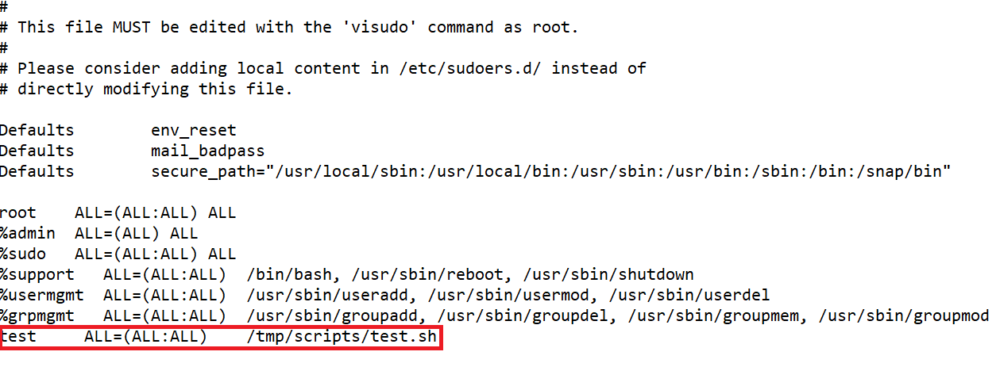 #
# This file MUST be edited with the 'visudo' command as root.
#
# Please consider adding local content in /etc/sudoers.d/ instead of
# directly modifying this file.
Defaults        env_reset
Defaults        mail_badpass
Defaults        secure_path="/usr/local/sbin:/usr/local/bin:/usr/sbin:/usr/bin:/sbin:/bin:/snap/bin"
root    ALL=(ALL:ALL) ALL
%admin  ALL=(ALL) ALL
%sudo   ALL=(ALL:ALL) ALL
%support   ALL=(ALL:ALL)  /bin/bash, /usr/sbin/reboot, /usr/sbin/shutdown
%usermgmt  ALL=(ALL:ALL)  /usr/sbin/useradd, /usr/sbin/usermod, /usr/sbin/userdel
%grpmgmt   ALL=(ALL:ALL)  /usr/sbin/groupadd, /usr/sbin/groupdel, /usr/sbin/groupmem, /usr/sbin/groupmod
test     ALL=(ALL:ALL)    /tmp/scripts/test.sh